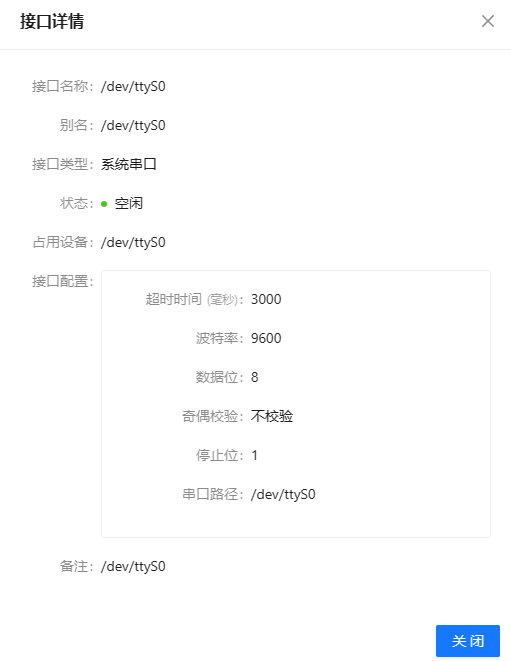 接口详情
接口名称： /dev/ttyS0
别名： /dev/ttyS0
接口类型： 系统串口
状态： 空闲
占用设备： /dev/ttyS0
接口配置：
超时时间 (毫秒)： 3000
波特率： 9600
数据位： 8
奇偶校验： 不校验
停止位： 1
串口路径： /dev/ttyS0
备注： /dev/ttyS0
关 闭